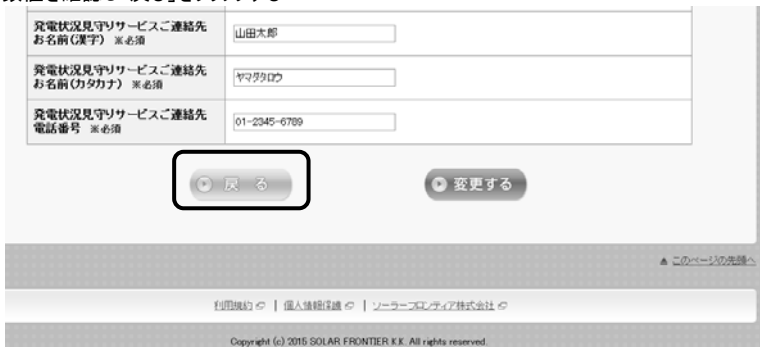 発電状況見守りサービスご連絡先
お名前(漢字) ※必須
山田太郎
発電状況見守りサービスご連絡先
お名前(カタカナ) ※必須
ヤマダタロウ
発電状況見守りサービスご連絡先
電話番号 ※必須
01-2345-6789
戻 る
変更する
▲ このページの先頭へ
利用規約 | 個人情報保護 | ソーラーフロンティア株式会社
Copyright (c) 2015 SOLAR FRONTIER K.K. All rights reserved.